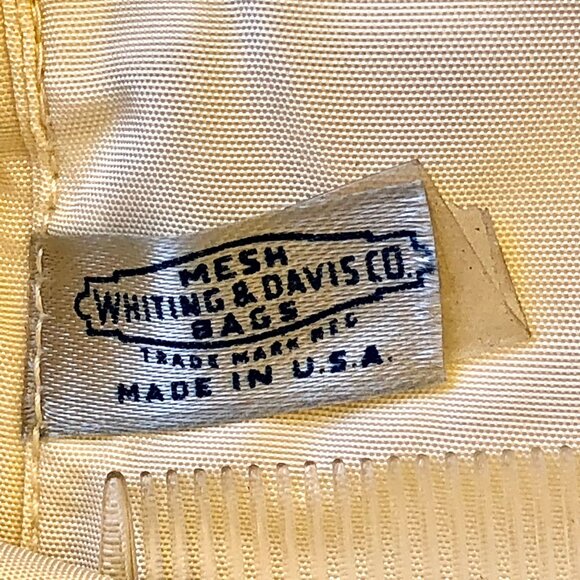 MESH
WHITING & DAVIS CO.
BAGS
TRADE MARK REG
MADE IN U.S.A.